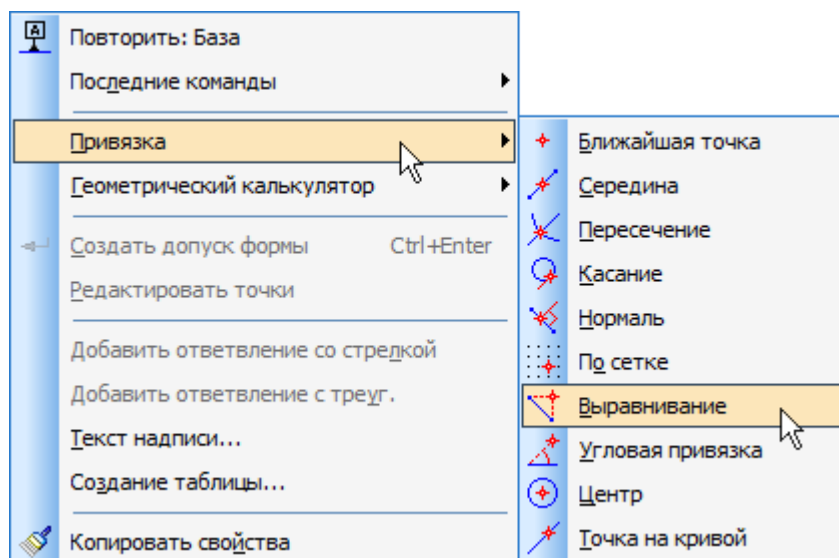 A
Повторить: База
Последние команды
Привязка
Геометрический калькулятор
Создать допуск формы Ctrl+Enter
Редактировать точки
Добавить ответвление со стрелкой
Добавить ответвление с треуг.
Текст надписи...
Создание таблицы...
Копировать свойства
Ближайшая точка
Середина
Пересечение
Касание
Нормаль
По сетке
Выравнивание
Угловая привязка
Центр
Точка на кривой